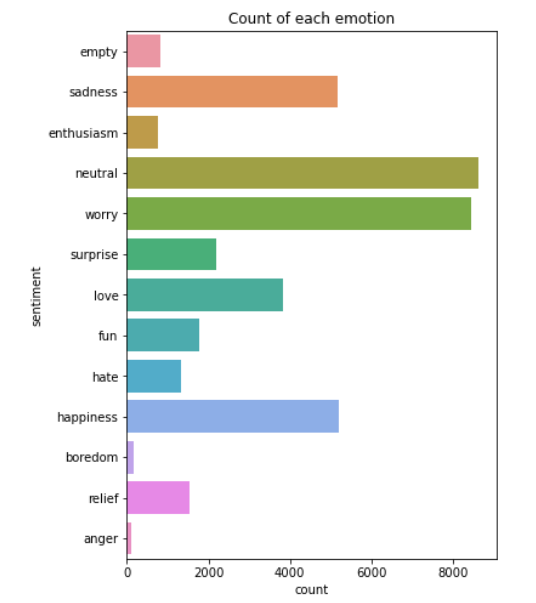 Count of each emotion
empty
sadness
enthusiasm
neutral
worry
surprise
love
fun
hate
happiness
boredom
relief
anger
sentiment
0 2000 4000 6000 8000
count